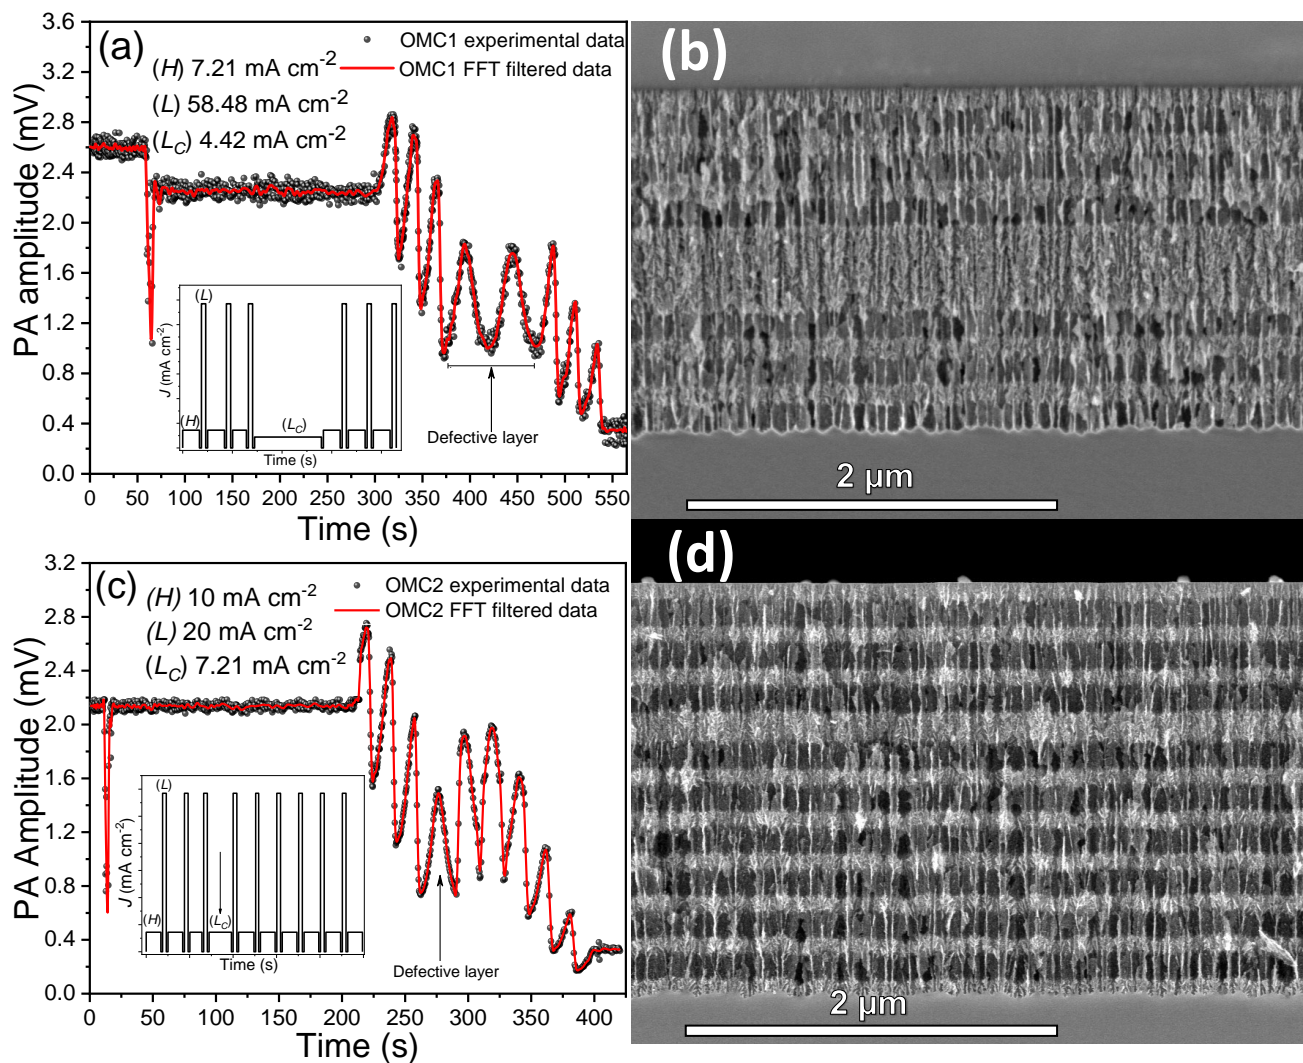 (a)
OMC1 experimental data
OMC1 FFT filtered data
(H) 7.21 mA cm-2
(L) 58.48 mA cm-2
(LC) 4.42 mA cm-2
PA amplitude (mV)
3.6
3.2
2.8
2.4
2.0
1.6
1.2
0.8
0.4
0.0
0 50 100 150 200 250 300 350 400 450 500 550
Time (s)
Defective layer
(L)
J (mA cm-2)
(H)
(LC)
Time (s)
(b)
2 μm
(c)
OMC2 experimental data
OMC2 FFT filtered data
(H) 10 mA cm-2
(L) 20 mA cm-2
(LC) 7.21 mA cm-2
PA Amplitude (mV)
3.2
2.8
2.4
2.0
1.6
1.2
0.8
0.4
0.0
0 50 100 150 200 250 300 350 400
Time (s)
Defective layer
(L)
J (mA cm-2)
(H)
(LC)
Time (s)
(d)
2 μm